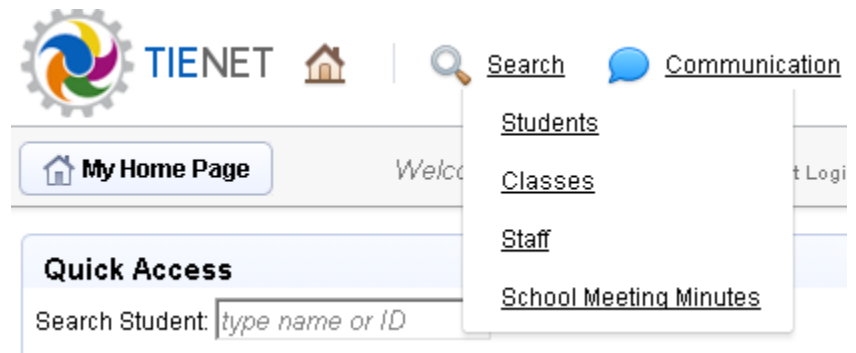 TIENET Search Communication
Students
My Home Page
Classes
Staff
Quick Access
School Meeting Minutes
Search Student: type name or ID